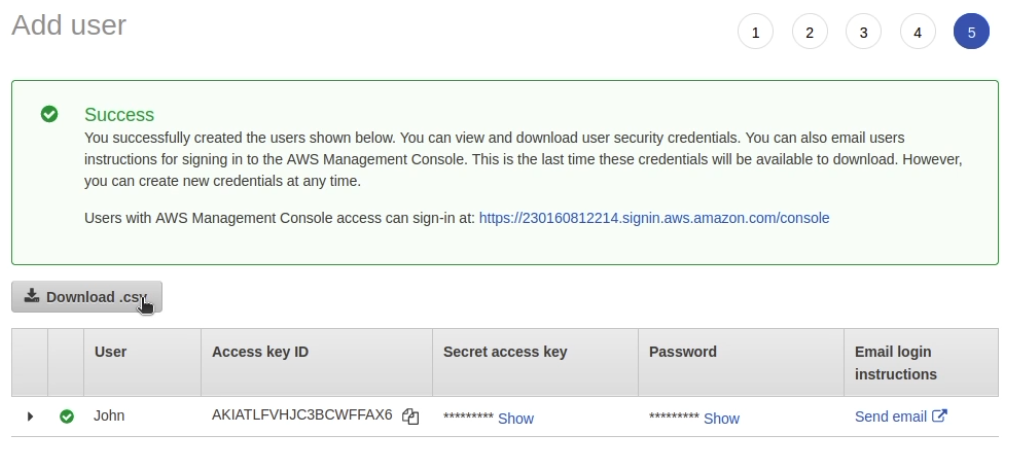 Add user
1 2 3 4 5
Success
You successfully created the users shown below. You can view and download user security credentials. You can also email users
instructions for signing in to the AWS Management Console. This is the last time these credentials will be available to download. However,
you can create new credentials at any time.
Users with AWS Management Console access can sign-in at: https://230160812214.signin.aws.amazon.com/console
Download .csv
User Access key ID Secret access key Password Email login
instructions
John AKIATLFVHJC3BCWFFAX6 ********* Show ********* Show Send email